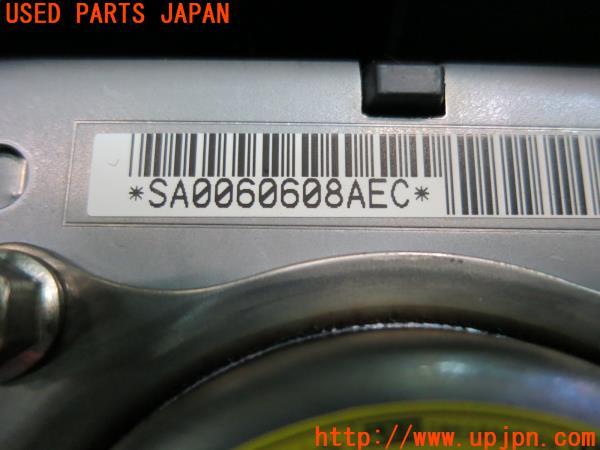 USED PARTS JAPAN
*SA0060608AEC*
http://www.upjpn.com/